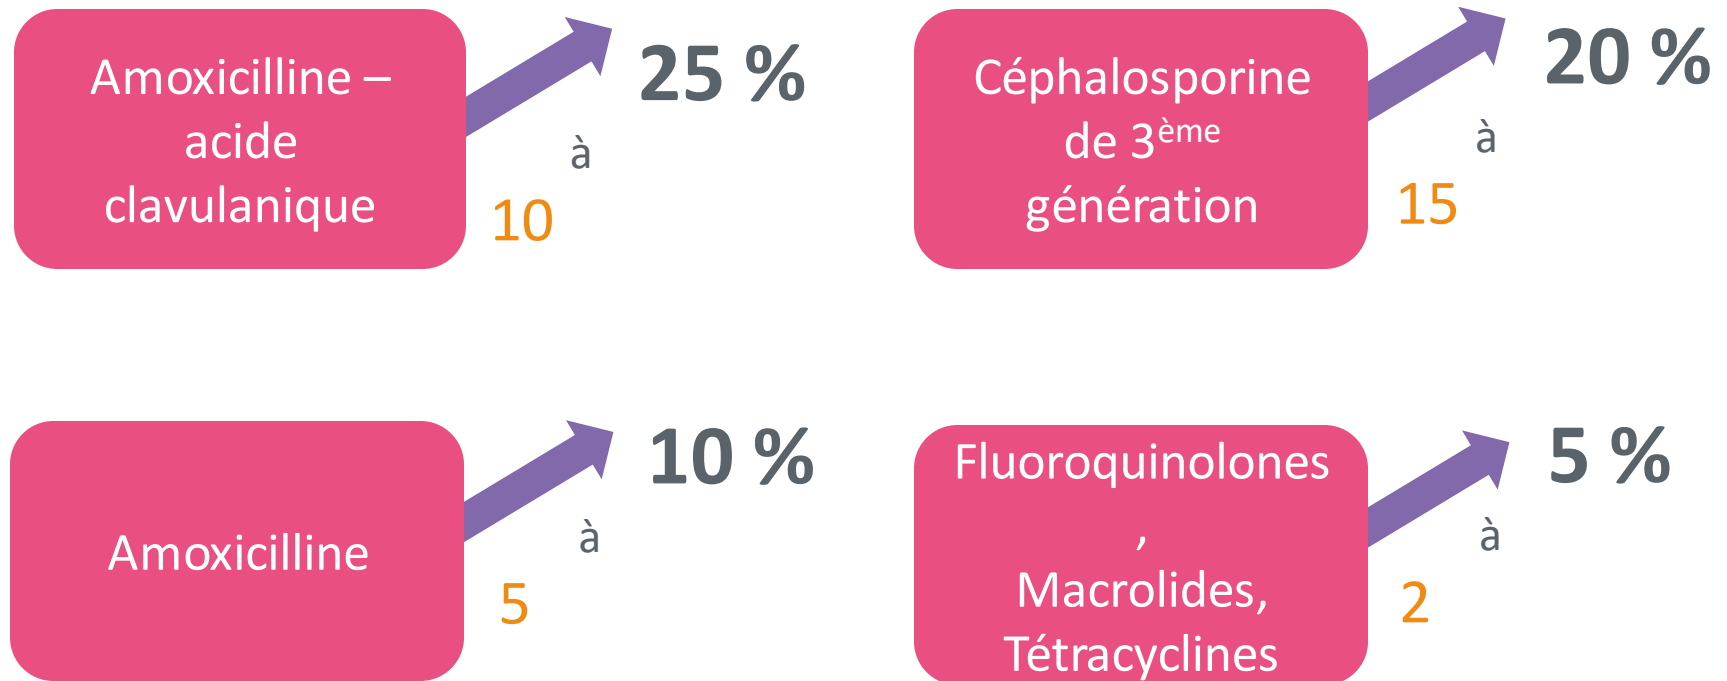 Amoxicilline –
acide
clavulanique
10
à
25 %
Céphalosporine
de 3ème
génération
15
à
20 %
Amoxicilline
5
à
10 %
Fluoroquinolones
,
Macrolides,
Tétracyclines
2
à
5 %